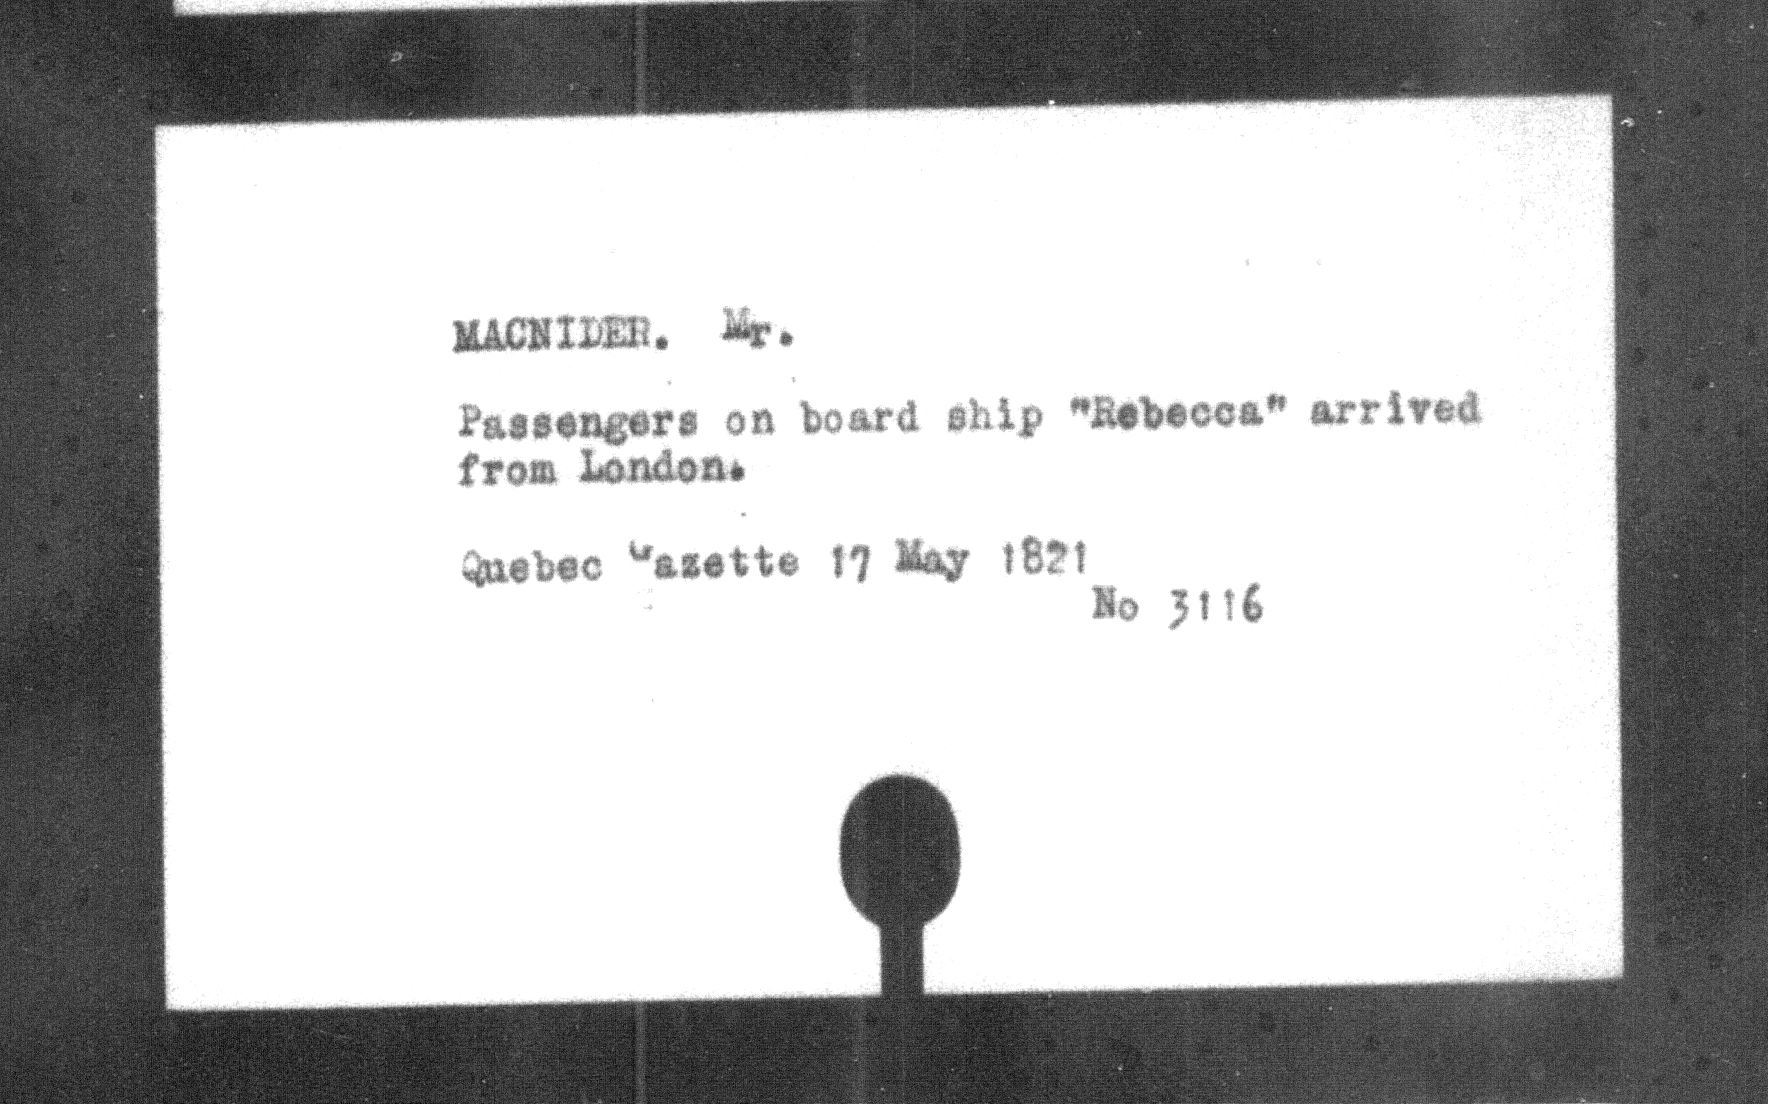 MACNIDER. Mr.
Passengers on board ship "Rebecca" arrived
from London.
Quebec Gazette 17 May 1821
No 3116